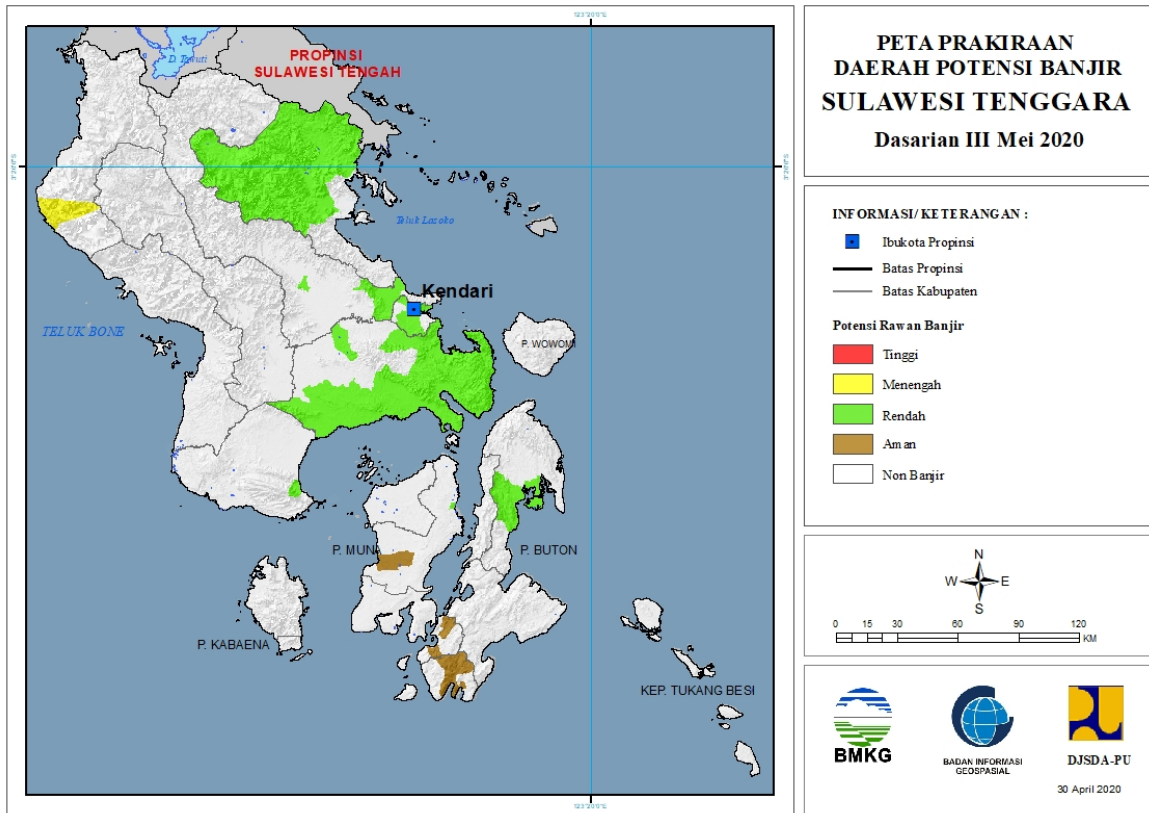 PETA PRAKIRAAN
DAERAH POTENSI BANJIR
SULAWESI TENGGARA
Dasarian III Mei 2020
INFORMASI/ KETERANGAN :
Ibukota Propinsi
Batas Propinsi
Batas Kabupaten
Potensi Rawan Banjir
Tinggi
Menengah
Rendah
Aman
Non Banjir
N
W
E
S
0 15 30 60 90 120
KM
BMKG
BADAN INFORMASI
GEOSPASIAL
DJSDA-PU
30 April 2020
PROPINSI
SULAWESI TENGAH
Kendari
TELUK BONE
P. WOWONI
P. MUNA
P. BUTON
P. KABAENA
KEP. TUKANG BESI